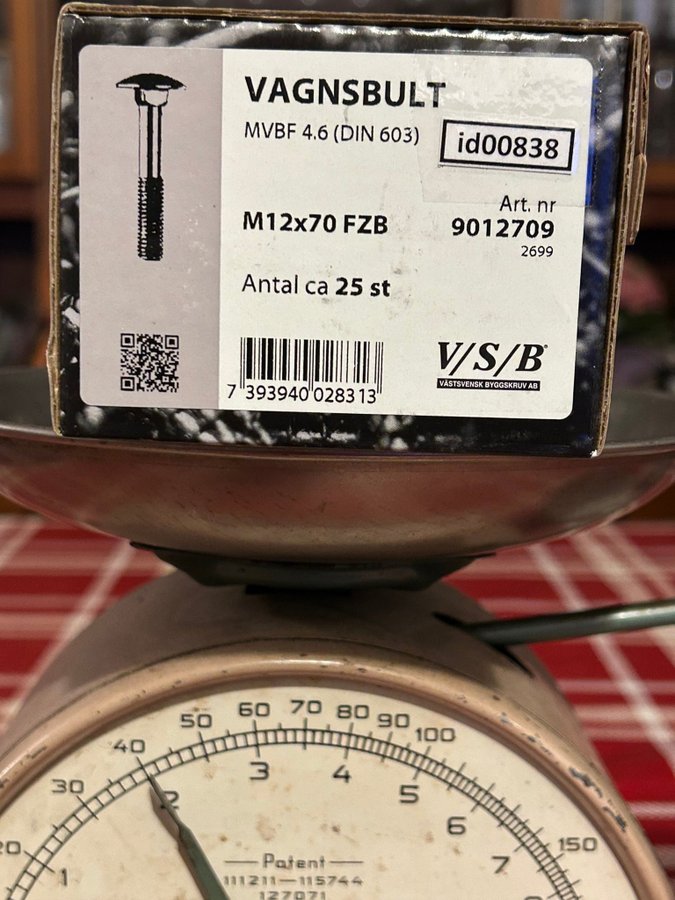 VAGNSBULT
MVBF 4.6 (DIN 603)
id00838
Art. nr
M12x70 FZB
9012709
2699
Antal ca 25 st
V/S/B
VÄSTSVENSK BYGGSKRUV AB
7 393940 028313
20 30 40 50 60 70 80 90 100 150
1 2 3 4 5 6 7
Patent
111211—115744
127071